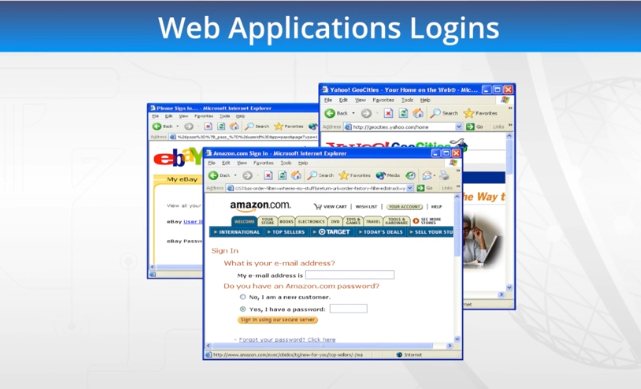 Web Applications Logins
Yahoo! GeoCities - Your Home on the Web® - Mic...
File Edit View Favorites Tools Help
Back Search Favorites
Address http://geocities.yahoo.com/home Go Links
YAHOO! GeoCities
he Way t
Please Sign In... - Microsoft Internet Explorer
File Edit View Favorites Tools Help
Back Search Favorites
Address
ebay
My eBay
View all your
eBay User I
eBay Passw
Amazon.com Sign In - Microsoft Internet Explorer
File Edit View Favorites Tools Help
Back Search Favorites Media
Address Go Links
amazon.com.
VIEW CART | WISH LIST | YOUR ACCOUNT | HELP
WELCOME YOUR STORE BOOKS ELECTRONICS DVD TOYS & GAMES TRAVEL TOOLS & HARDWARE SEE MORE STORES
INTERNATIONAL TOP SELLERS TARGET TODAY'S DEALS SELL YOUR STU
Sign In
What is your e-mail address?
My e-mail address is
Do you have an Amazon.com password?
No, I am a new customer.
Yes, I have a password:
Sign in using our secure server
Forgot your password? Click here
Internet